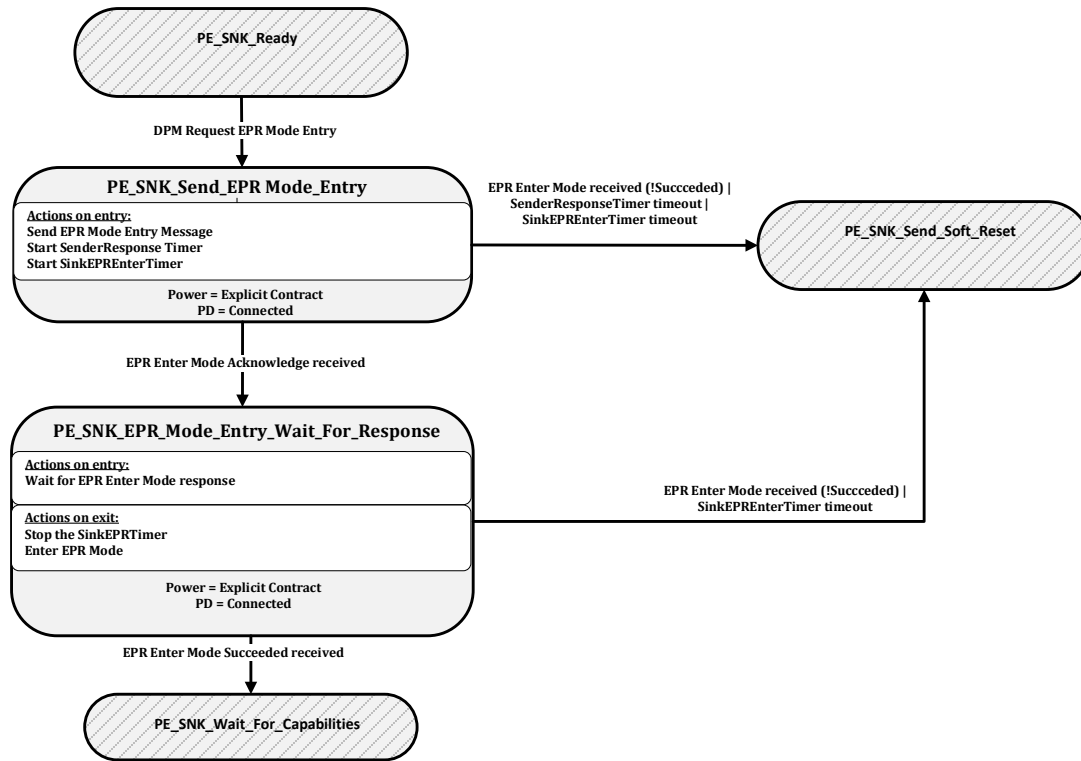 PE_SNK_Ready
DPM Request EPR Mode Entry
PE_SNK_Send_EPR Mode_Entry
Actions on entry:
Send EPR Mode Entry Message
Start SenderResponse Timer
Start SinkEPREnterTimer
Power = Explicit Contract
PD = Connected
EPR Enter Mode received (!Succceded) |
SenderResponseTimer timeout |
SinkEPREnterTimer timeout
PE_SNK_Send_Soft_Reset
EPR Enter Mode Acknowledge received
PE_SNK_EPR_Mode_Entry_Wait_For_Response
Actions on entry:
Wait for EPR Enter Mode response
Actions on exit:
Stop the SinkEPRTimer
Enter EPR Mode
Power = Explicit Contract
PD = Connected
EPR Enter Mode received (!Succceded) |
SinkEPREnterTimer timeout
EPR Enter Mode Succeeded received
PE_SNK_Wait_For_Capabilities